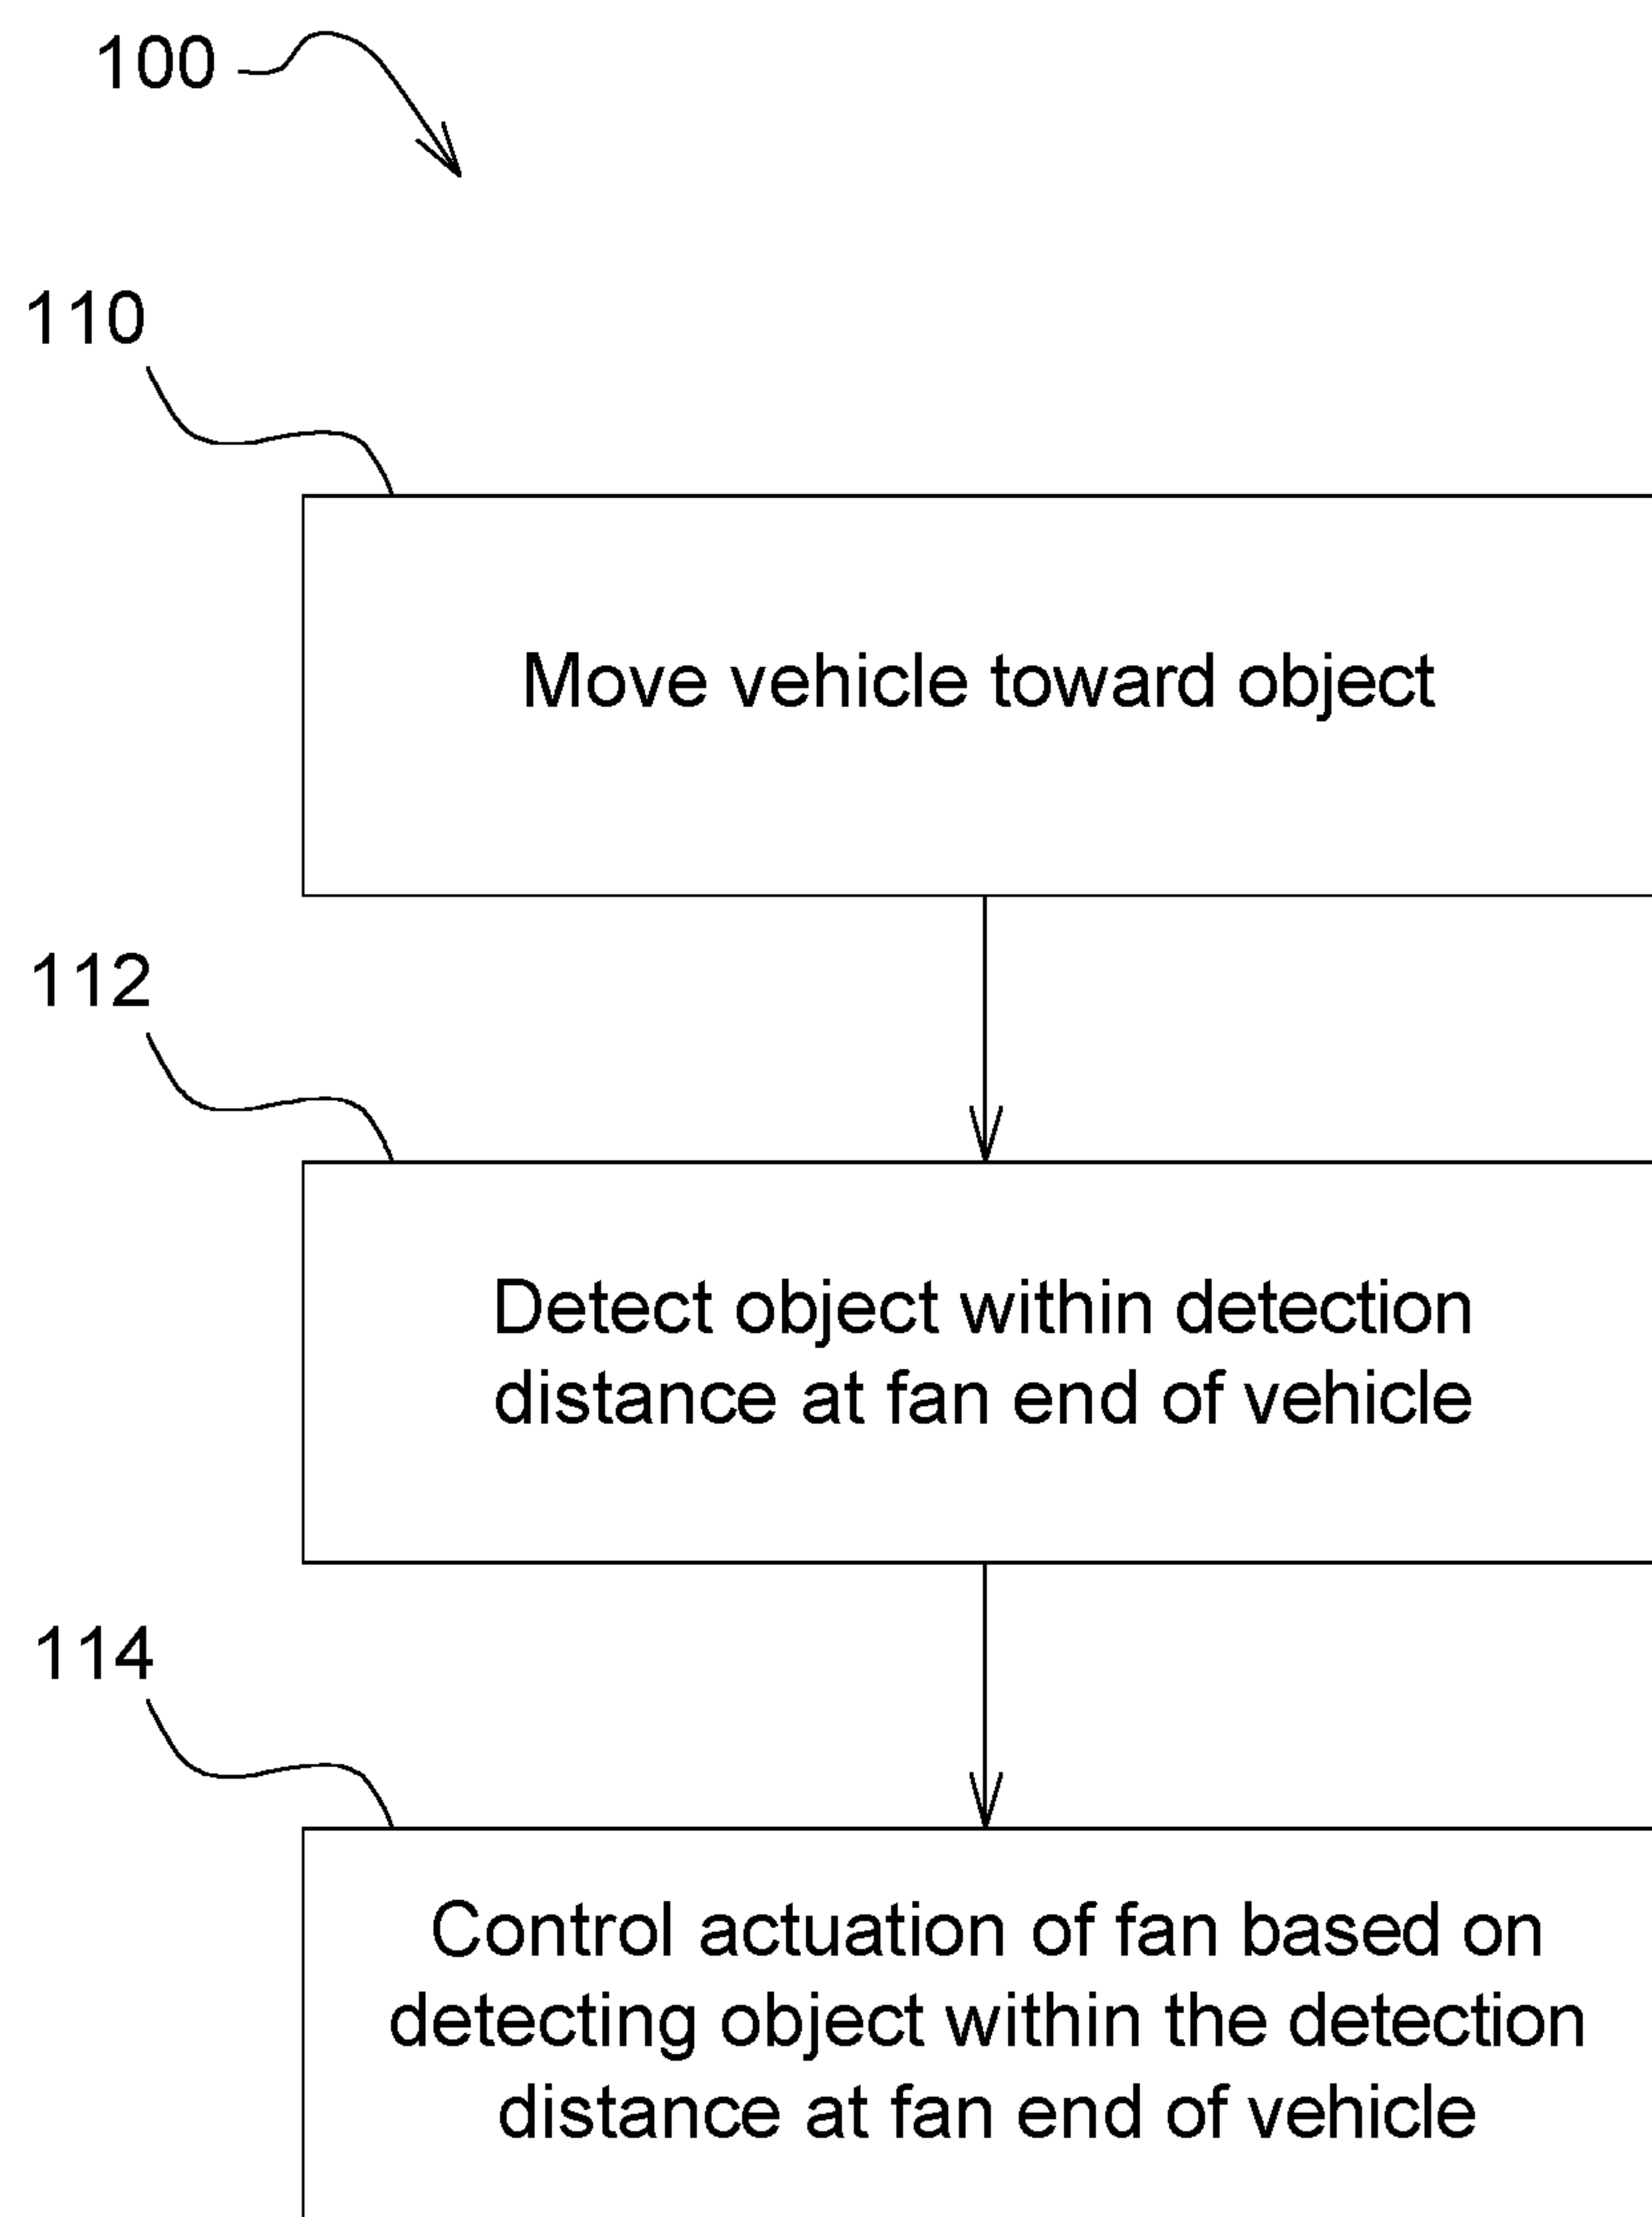 100
110
Move vehicle toward object
112
Detect object within detection
distance at fan end of vehicle
114
Control actuation of fan based on
detecting object within the detection
distance at fan end of vehicle